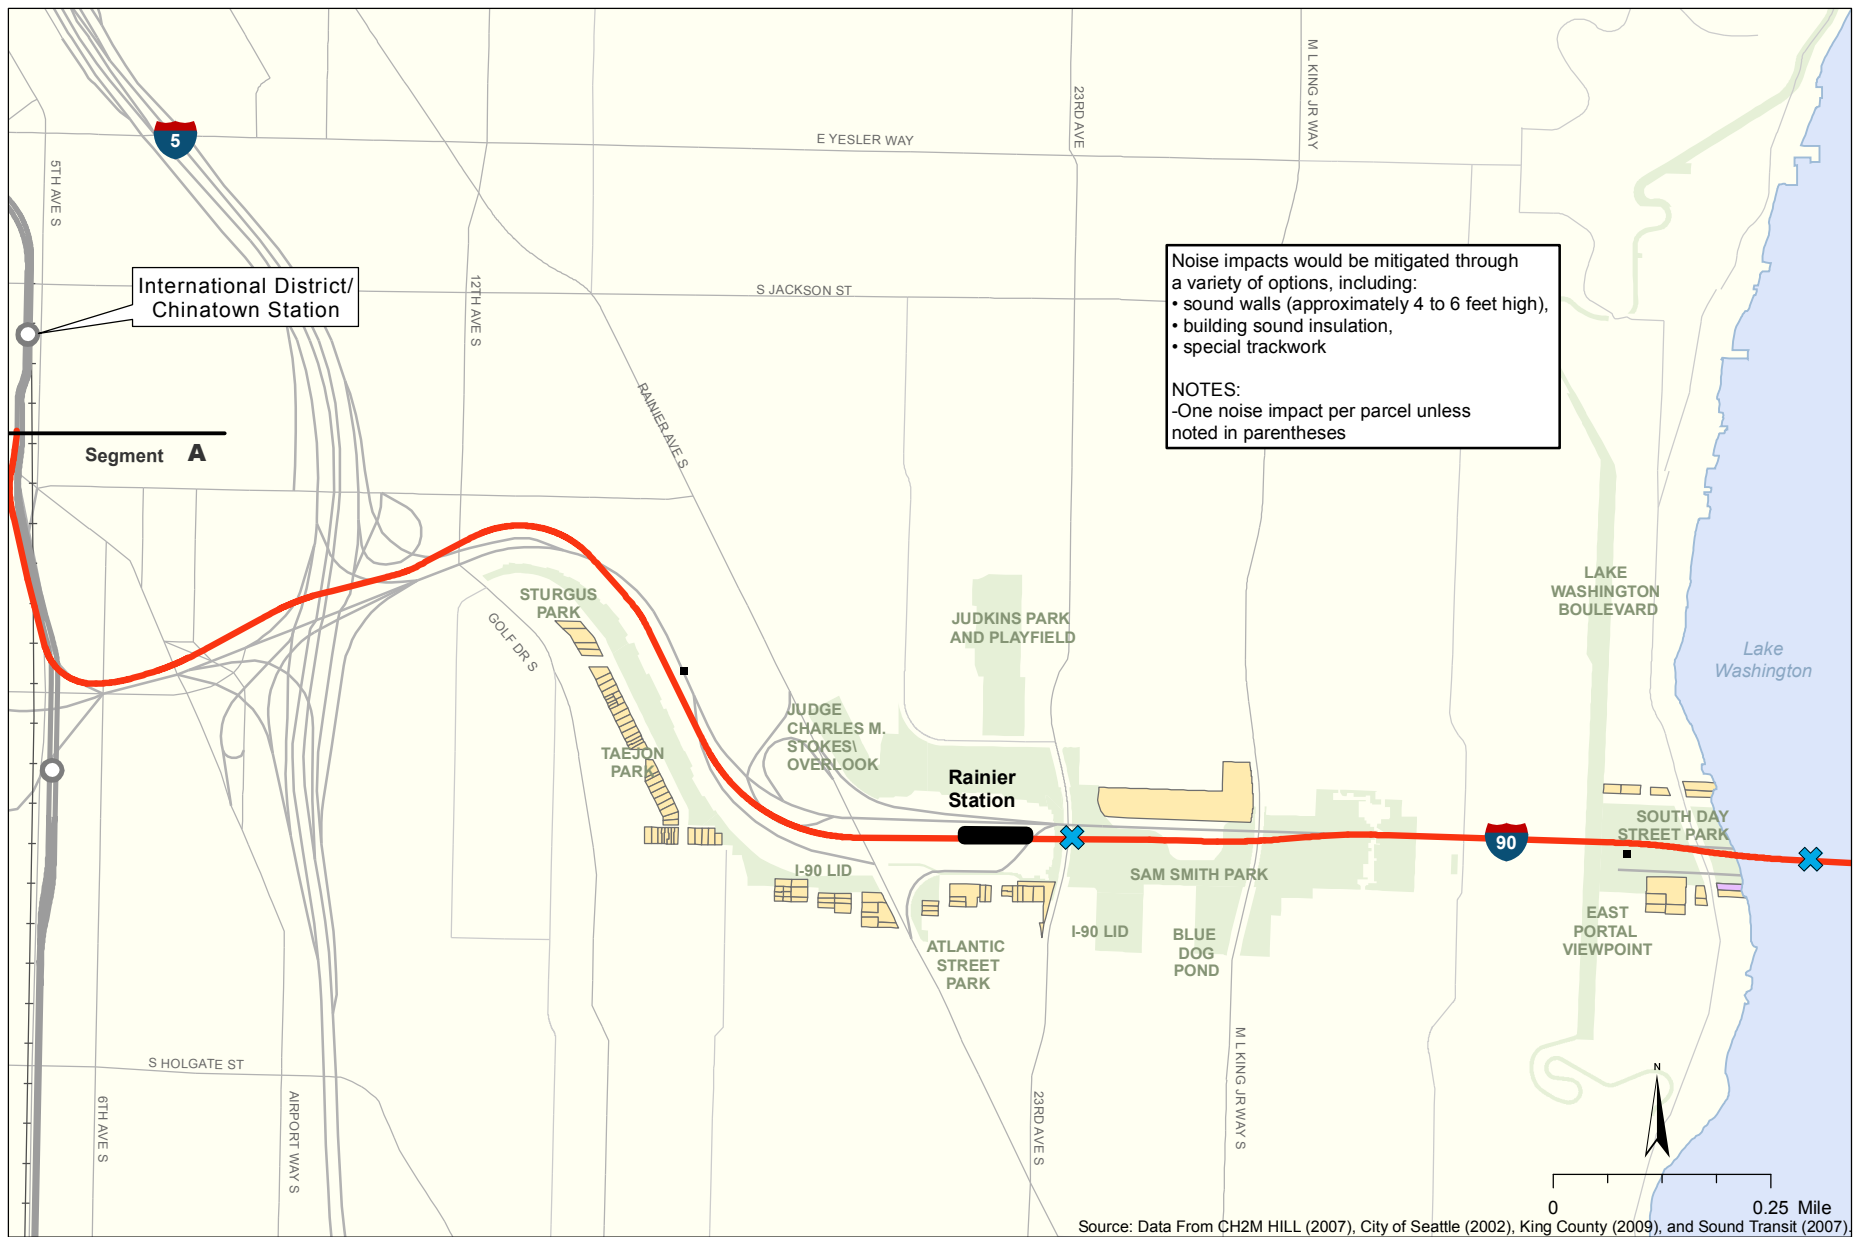 5
E YESLER WAY
23RD AVE
M L KING JR WAY
5TH AVE S
International District/
Chinatown Station
12TH AVE S
S JACKSON ST
RAINIER AVE S
Noise impacts would be mitigated through
a variety of options, including:
• sound walls (approximately 4 to 6 feet high),
• building sound insulation,
• special trackwork
NOTES:
-One noise impact per parcel unless
noted in parentheses
Segment A
STURGUS
PARK
GOLF DR S
JUDKINS PARK
AND PLAYFIELD
LAKE
WASHINGTON
BOULEVARD
Lake
Washington
JUDGE
CHARLES M.
STOKES\
OVERLOOK
TAEJON
PARK
Rainier
Station
90
SOUTH DAY
STREET PARK
I-90 LID
SAM SMITH PARK
ATLANTIC
STREET
PARK
I-90 LID
BLUE
DOG
POND
EAST
PORTAL
VIEWPOINT
S HOLGATE ST
6TH AVE S
AIRPORT WAY S
23RD AVE S
M L KING JR WAY S
N
0
0.25 Mile
Source: Data From CH2M HILL (2007), City of Seattle (2002), King County (2009), and Sound Transit (2007).